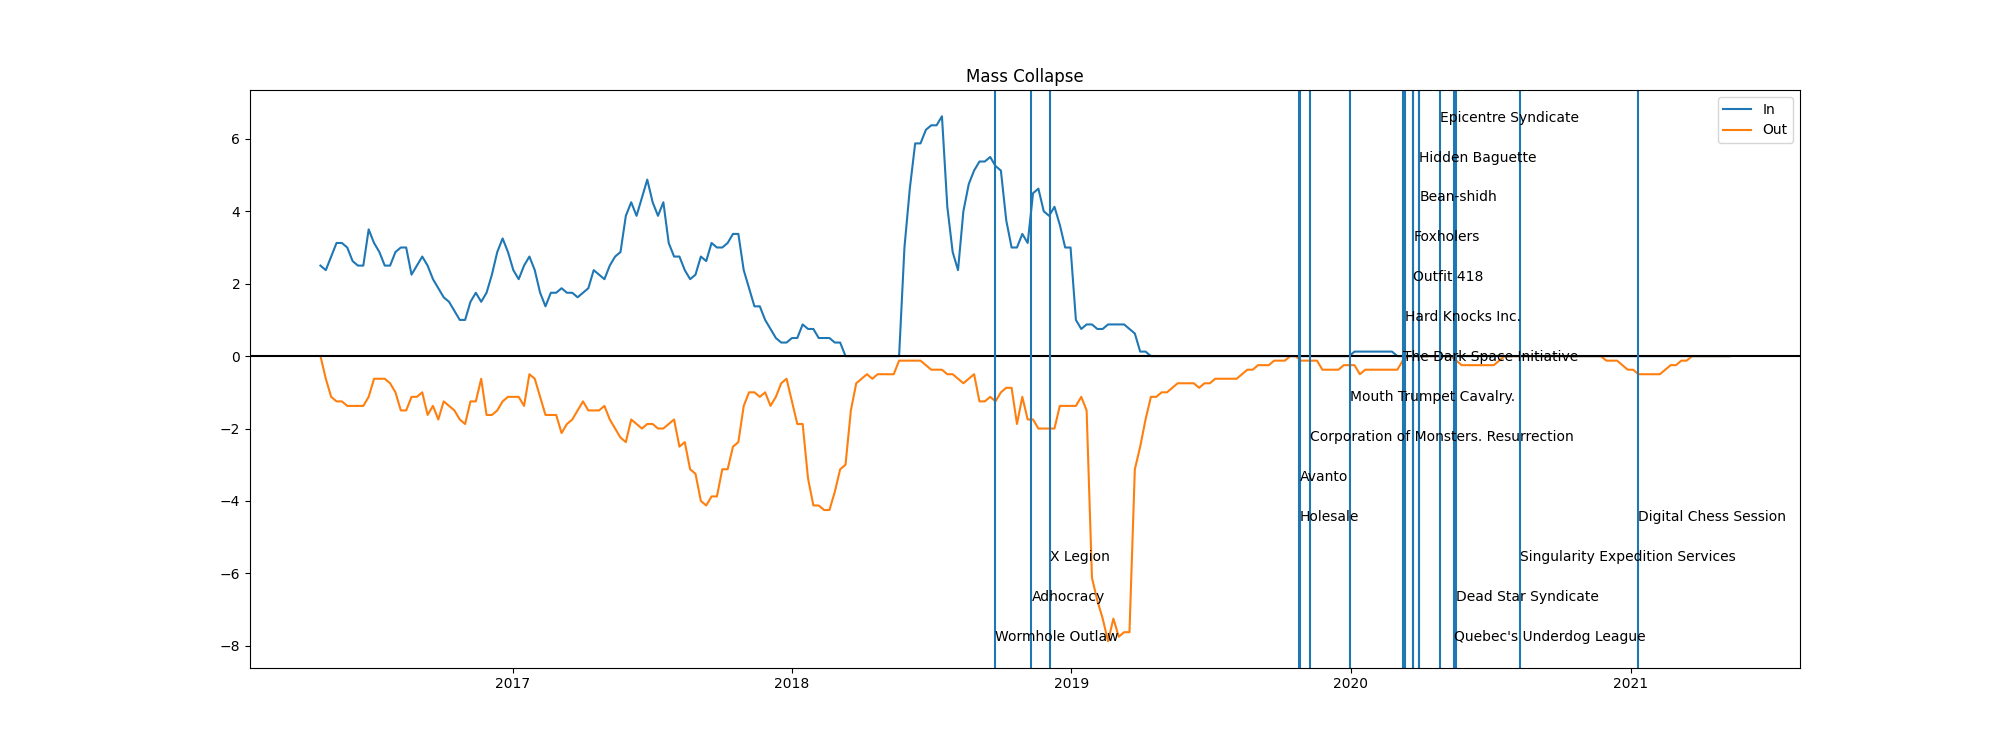 Mass Collapse
In
Out
6
4
2
0
−2
−4
−6
−8
Epicentre Syndicate
Hidden Baguette
Bean-shidh
Foxholers
Outfit 418
Hard Knocks Inc.
The Dark Space Initiative
Mouth Trumpet Cavalry.
Corporation of Monsters. Resurrection
Avanto
Holesale
Digital Chess Session
X Legion
Singularity Expedition Services
Adhocracy
Dead Star Syndicate
Wormhole Outlaw
Quebec's Underdog League
2017
2018
2019
2020
2021